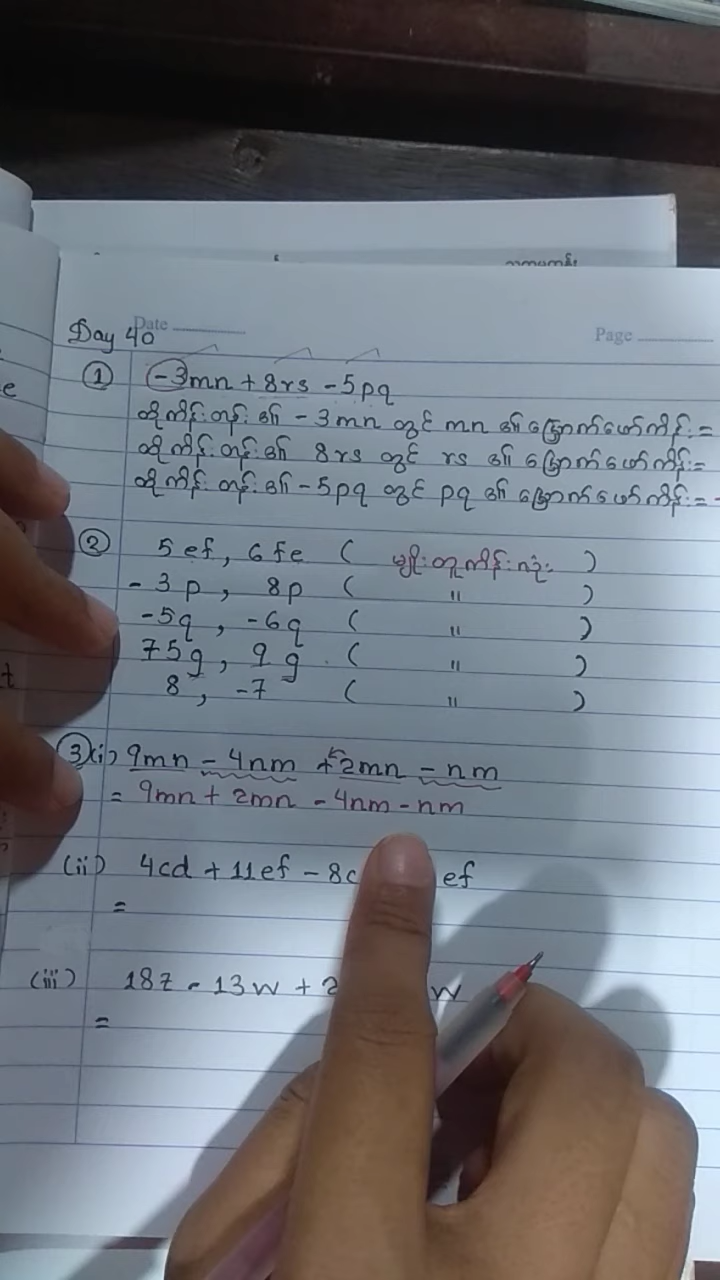 Day 40
Date
Page
① -3mn + 8rs - 5pq
ထိုကိန်းတန်း၏ - 3mn တွင် mn ၏ မြှောက်ဖော်ကိန်း =
ထိုကိန်းတန်း၏ 8rs တွင် rs ၏ မြှောက်ဖော်ကိန်း =
ထိုကိန်းတန်း၏ -5pq တွင် pq ၏ မြှောက်ဖော်ကိန်း = -
② 5ef, 6fe ( မျိုးတူကိန်းလုံး )
-3p, 8p ( " )
-5q, -6q ( " )
75g, 9g ( " )
8, -7 ( " )
③(i) 9mn - 4nm + 2mn - nm
= 9mn + 2mn - 4nm - nm
(ii) 4cd + 11ef - 8c ef
=
(iii) 18z - 13w + 2 w
=